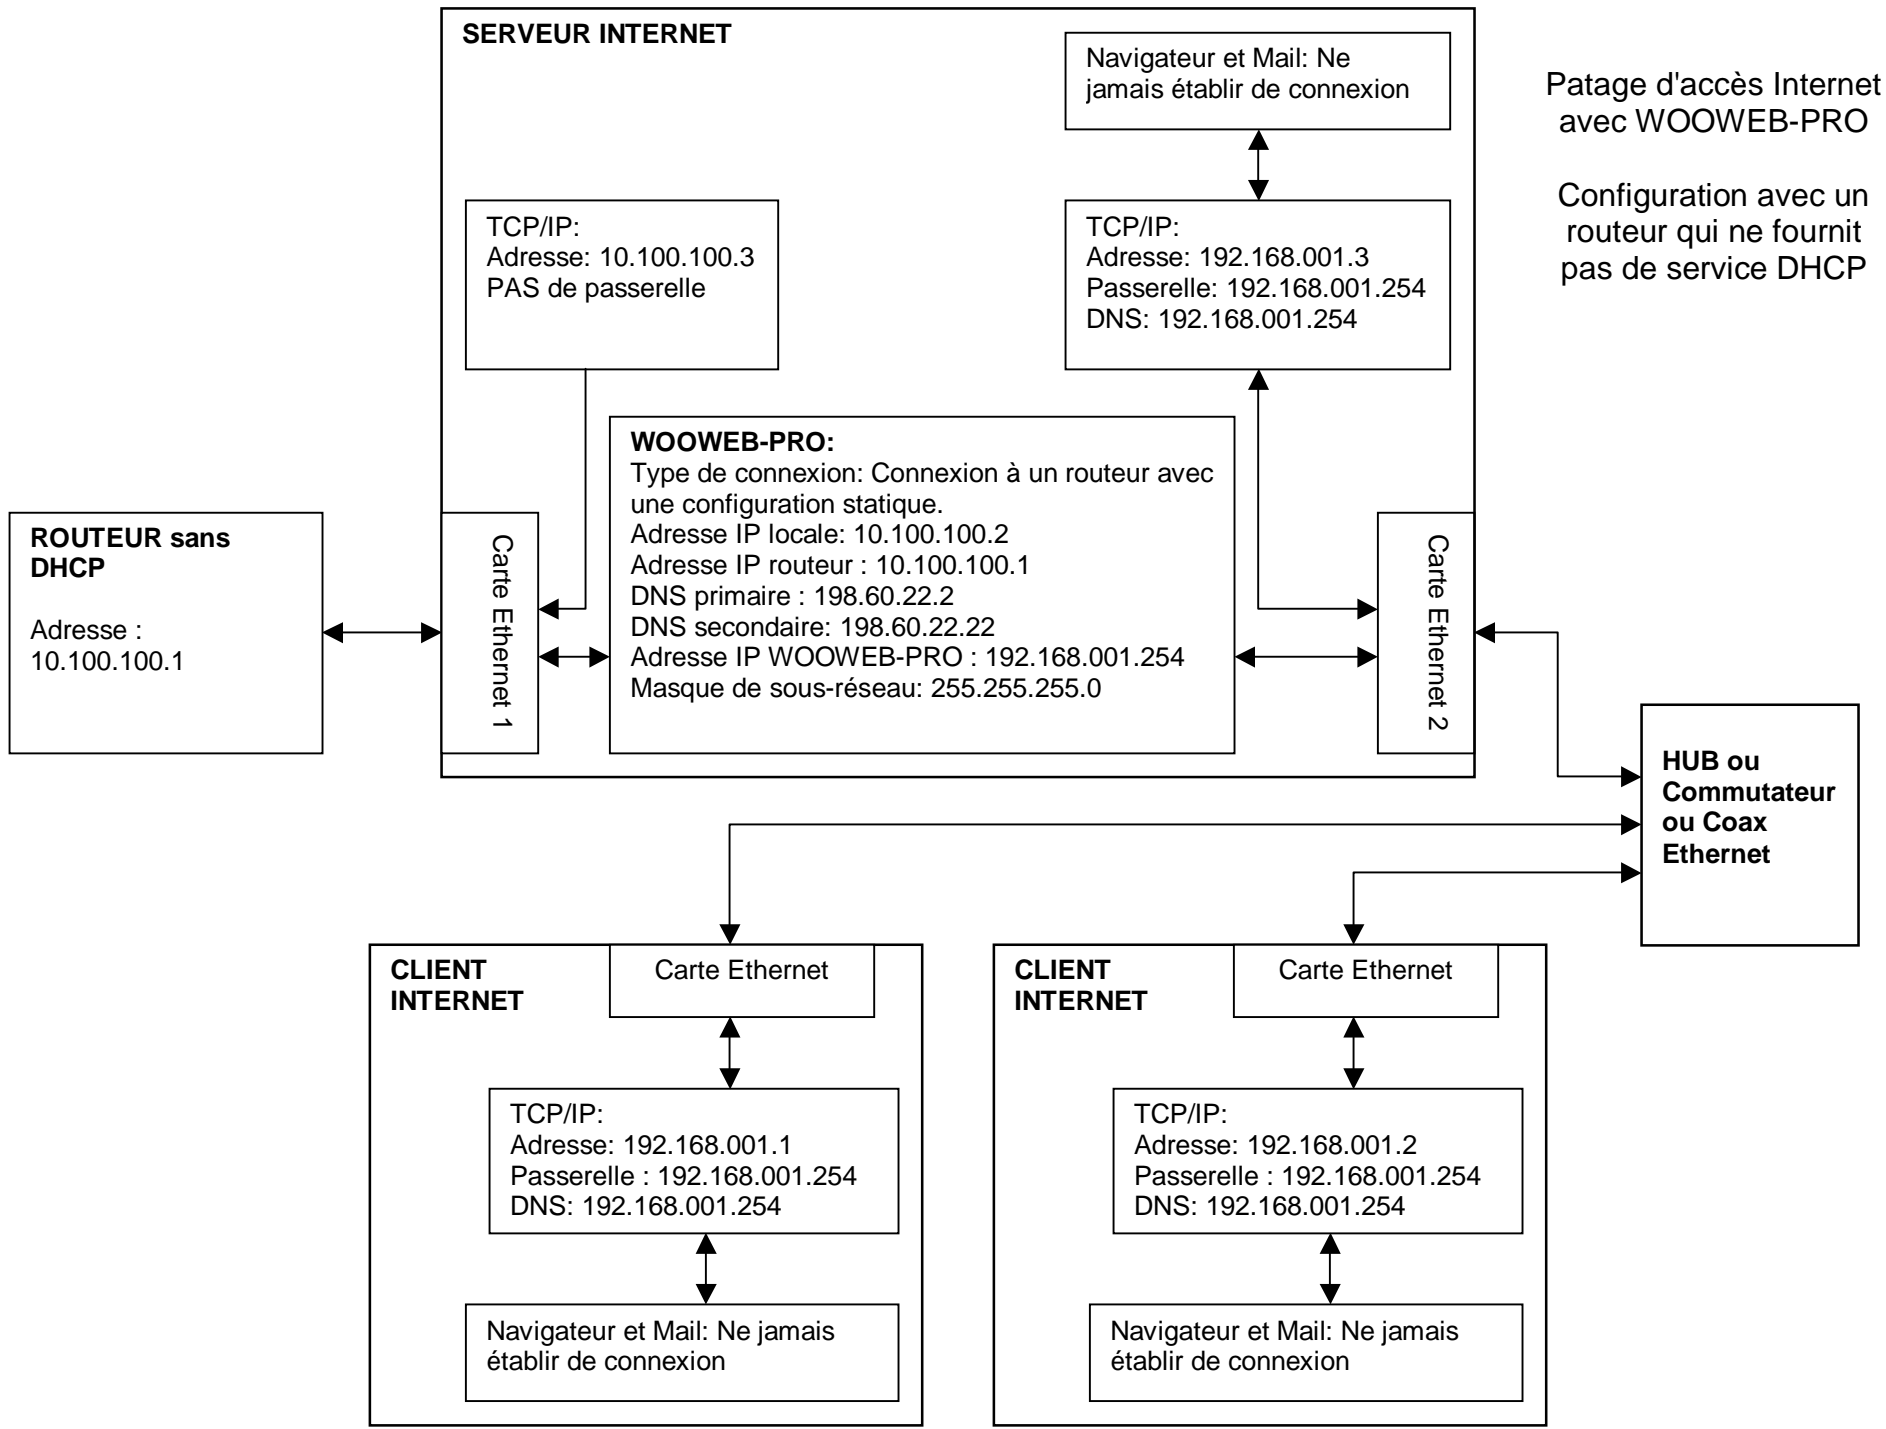 SERVEUR INTERNET
Navigateur et Mail: Ne
jamais établir de connexion
Patage d'accès Internet
avec WOOWEB-PRO
Configuration avec un
routeur qui ne fournit
pas de service DHCP
TCP/IP:
Adresse: 10.100.100.3
PAS de passerelle
TCP/IP:
Adresse: 192.168.001.3
Passerelle: 192.168.001.254
DNS: 192.168.001.254
WOOWEB-PRO:
Type de connexion: Connexion à un routeur avec
une configuration statique.
Adresse IP locale: 10.100.100.2
Adresse IP routeur : 10.100.100.1
DNS primaire : 198.60.22.2
DNS secondaire: 198.60.22.22
Adresse IP WOOWEB-PRO : 192.168.001.254
Masque de sous-réseau: 255.255.255.0
ROUTEUR sans
DHCP
Adresse :
10.100.100.1
Carte Ethernet 1
Carte Ethernet 2
HUB ou
Commutateur
ou Coax
Ethernet
CLIENT
INTERNET
Carte Ethernet
TCP/IP:
Adresse: 192.168.001.1
Passerelle : 192.168.001.254
DNS: 192.168.001.254
Navigateur et Mail: Ne jamais
établir de connexion
CLIENT
INTERNET
Carte Ethernet
TCP/IP:
Adresse: 192.168.001.2
Passerelle : 192.168.001.254
DNS: 192.168.001.254
Navigateur et Mail: Ne jamais
établir de connexion